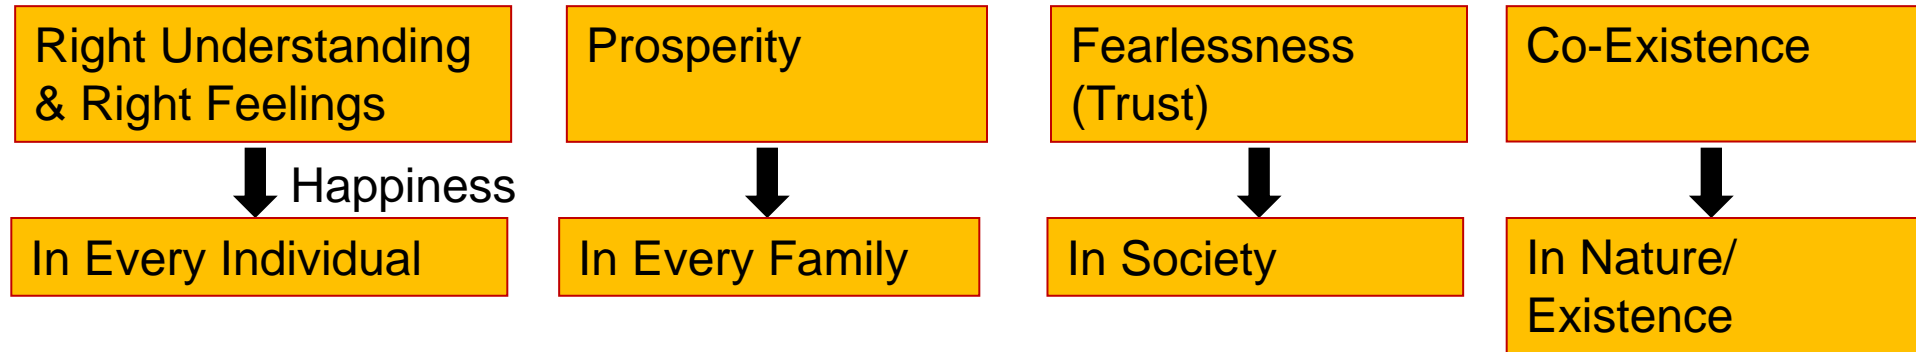 Right Understanding
& Right Feelings
Prosperity
Fearlessness
(Trust)
Co-Existence
Happiness
In Every Individual
In Every Family
In Society
In Nature/
Existence